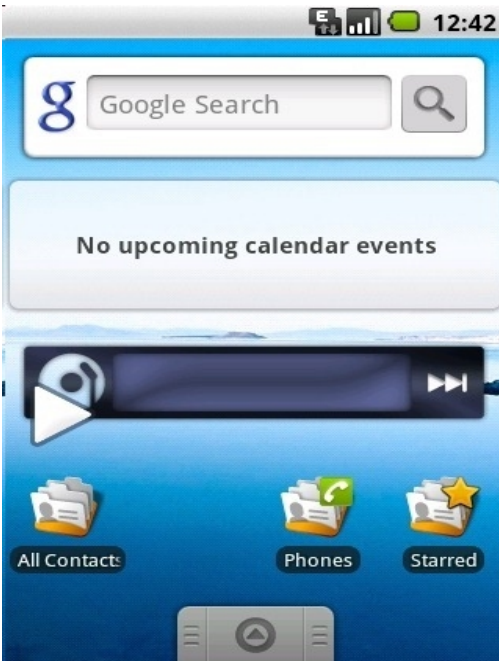 E 12:42
g Google Search
No upcoming calendar events
All Contacts Phones Starred